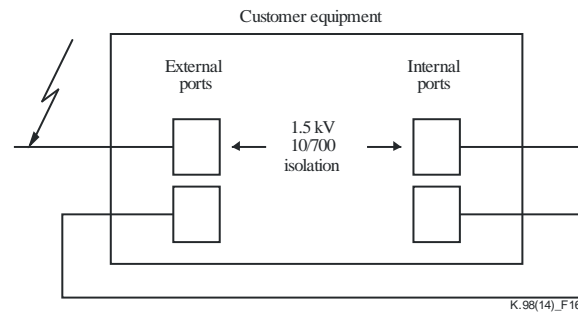 Customer equipment
External
ports
Internal
ports
1.5 kV
10/700
isolation
K.98(14)_F16